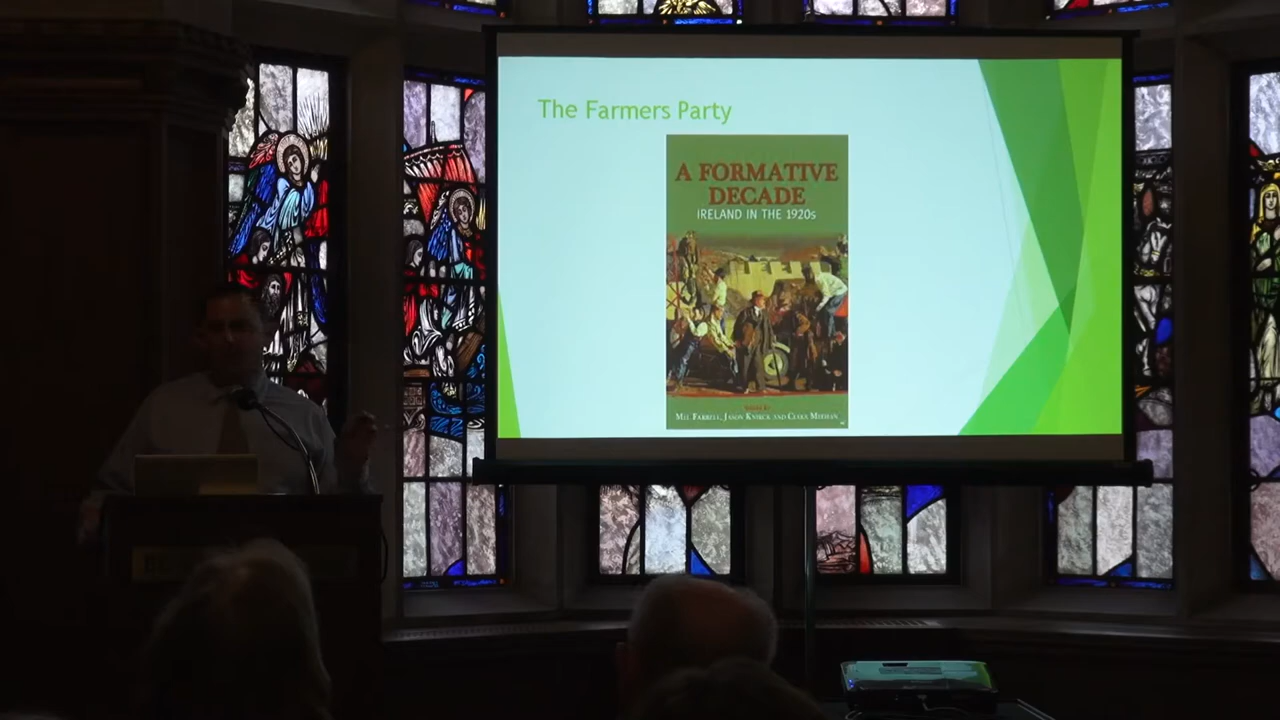 The Farmers Party
A FORMATIVE
DECADE
IRELAND IN THE 1920s
MEL FARRELL, JASON KNIRCK AND CIARA MEEHAN